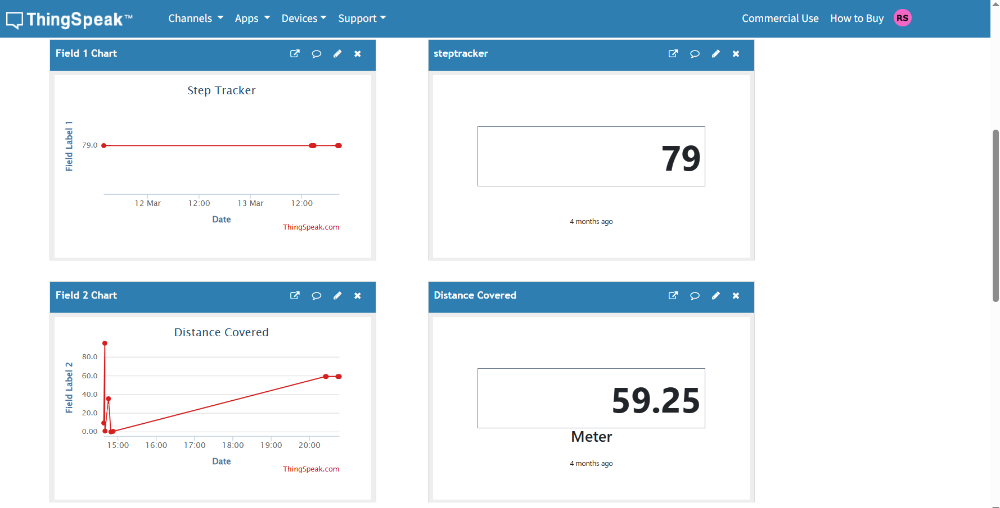 ThingSpeak™ Channels Apps Devices Support Commercial Use How to Buy RS
Field 1 Chart
Step Tracker
Field Label 1
79.0
12 Mar 12:00 13 Mar 12:00
Date
ThingSpeak.com
steptracker
79
4 months ago
Field 2 Chart
Distance Covered
Field Label 2
80.0
60.0
40.0
20.0
0.00
15:00 16:00 17:00 18:00 19:00 20:00
Date
ThingSpeak.com
Distance Covered
59.25
Meter
4 months ago